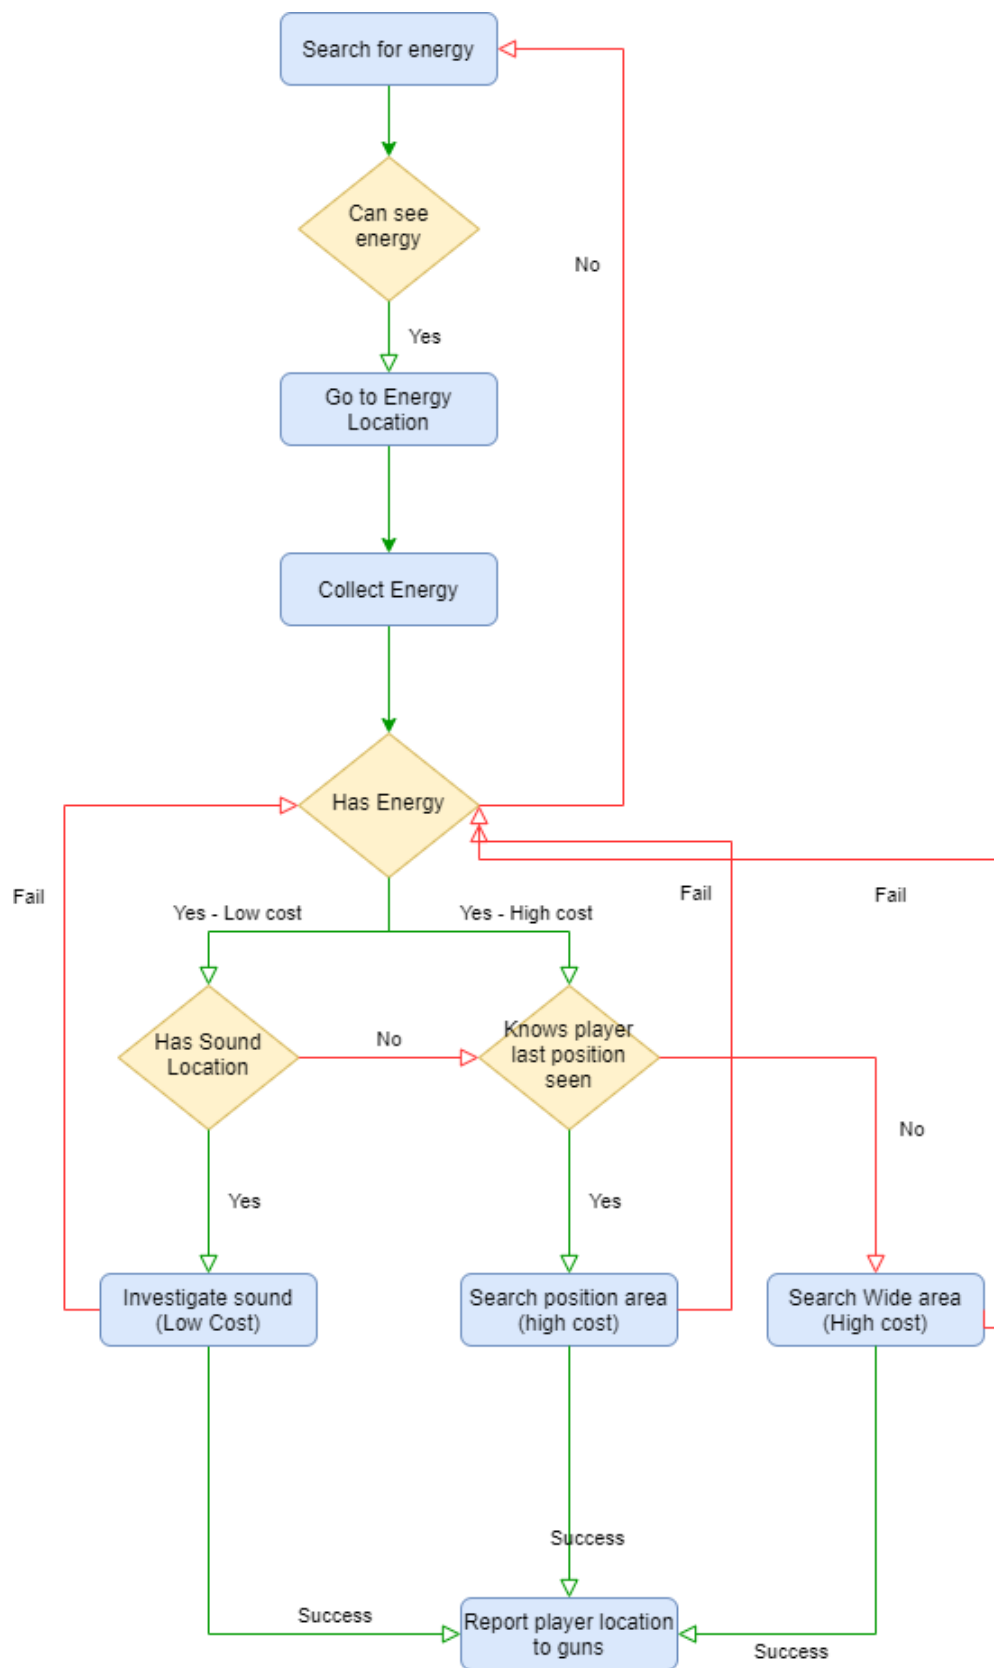 Search for energy
Can see
energy
No
Yes
Go to Energy
Location
Collect Energy
Has Energy
Fail
Fail
Fail
Yes - Low cost
Yes - High cost
Has Sound
Location
No
Knows player
last position
seen
No
Yes
Yes
Investigate sound
(Low Cost)
Search position area
(high cost)
Search Wide area
(High cost)
Success
Success
Report player location
to guns
Success